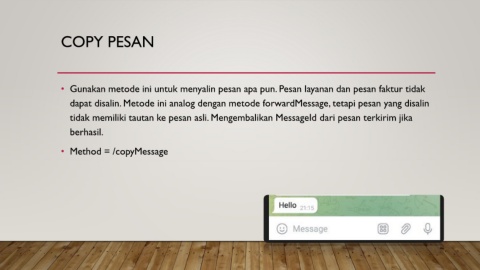 COPY PESAN
• Gunakan metode ini untuk menyalin pesan apa pun. Pesan layanan dan pesan faktur tidak
dapat disalin. Metode ini analog dengan metode forwardMessage, tetapi pesan yang disalin
tidak memiliki tautan ke pesan asli. Mengembalikan MessageId dari pesan terkirim jika
berhasil.
• Method = /copyMessage
Hello 21:15
Message